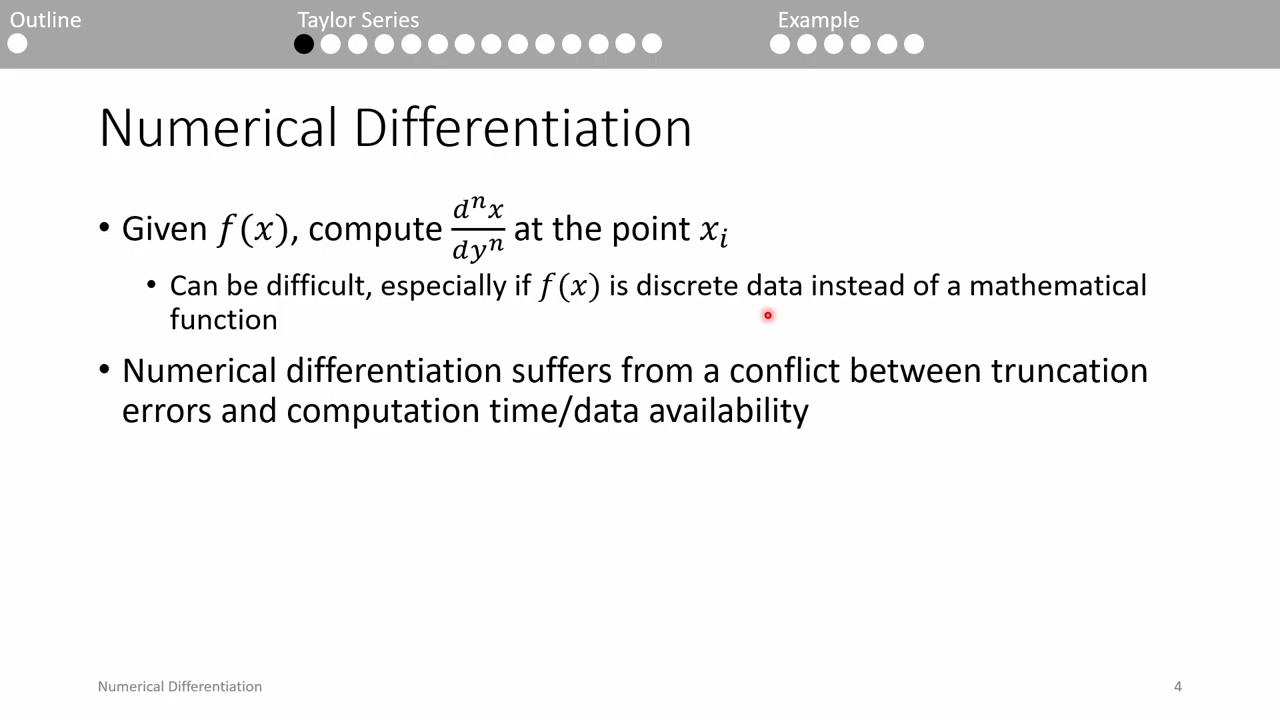 Outline Taylor Series Example
Numerical Differentiation
• Given f(x), compute dⁿx/dyⁿ at the point xᵢ
• Can be difficult, especially if f(x) is discrete data instead of a mathematical
function
• Numerical differentiation suffers from a conflict between truncation
errors and computation time/data availability
Numerical Differentiation 4